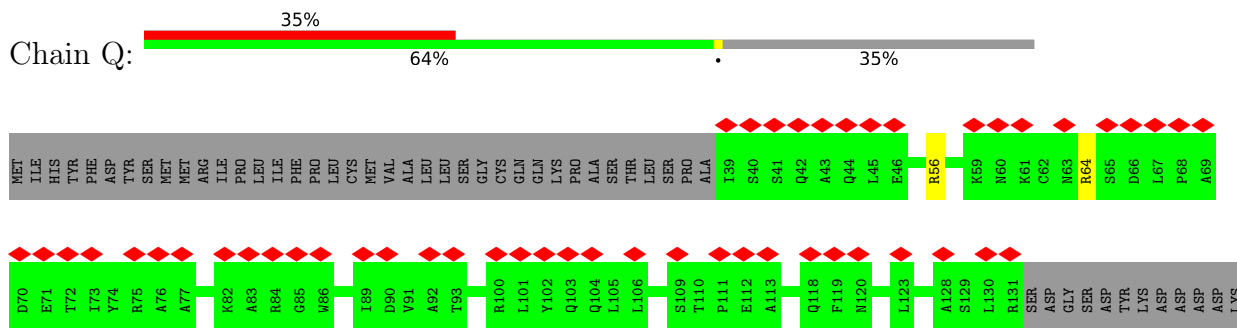 35%
Chain Q:
64% • 35%
MET ILE HIS TYR PHE ASP TYR SER MET MET ARG ILE PRO LEU ILE PHE PRO LEU CYS MET VAL ALA LEU LEU SER GLY CYS GLN GLN LYS PRO ALA SER THR LEU SER PRO ALA I39 S40 S41 Q42 A43 Q44 L45 E46 R56 K59 N60 K61 C62 N63 R64 S65 D66 L67 P68 A69
D70 E71 T72 I73 Y74 R75 A76 A77 K82 A83 R84 G85 W86 I89 D90 V91 A92 T93 R100 L101 Y102 Q103 Q104 L105 L106 S109 T110 P111 E112 A113 Q118 F119 N120 L123 A128 S129 L130 R131 SER ASP GLY SER ASP TYR LYS ASP ASP ASP ASP LYS